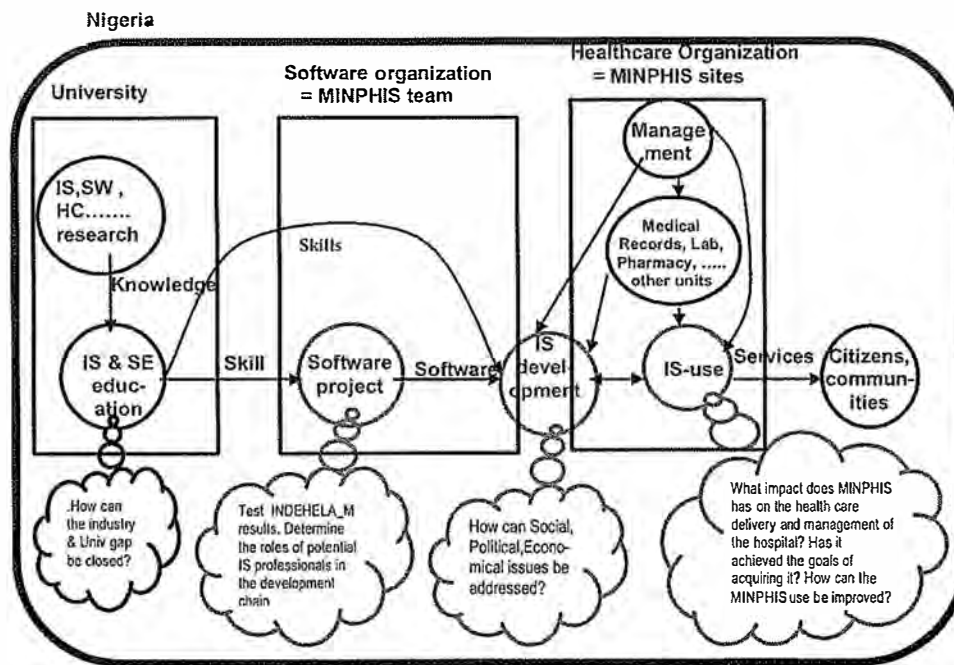 Nigeria
University
Software organization
= MINPHIS team
Healthcare Organization
= MINPHIS sites
IS,SW ,
HC.......
research
Knowledge
IS & SE
educ-
ation
Skill
Skills
Software
project
Software
Manage
ment
Medical
Records, Lab,
Pharmacy, .....
other units
IS
devel-
opment
IS-use
Services
Citizens,
commun-
ities
.How can
the industry
& Univ gap
be closed?
Test INDEHELA_M
results. Determine
the roles of potential
IS professionals in
the development
chain
How can Social,
Political,Econo-
mical issues be
addressed?
What impact does MINPHIS
has on the health care
delivery and management of
the hospital? Has it
achieved the goals of
acquiring it? How can the
MINPHIS use be improved?